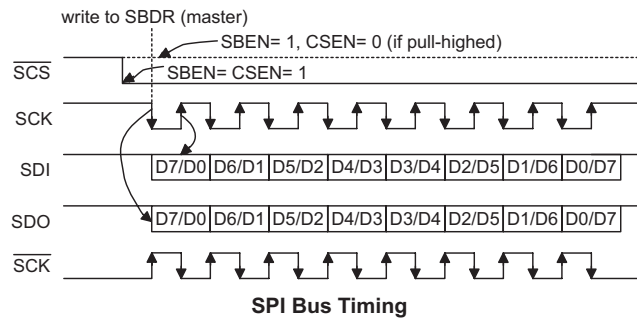 write to SBDR (master)
SBEN= 1, CSEN= 0 (if pull-highed)
SCS
SBEN= CSEN= 1
SCK
SDI D7/D0 D6/D1 D5/D2 D4/D3 D3/D4 D2/D5 D1/D6 D0/D7
SDO D7/D0 D6/D1 D5/D2 D4/D3 D3/D4 D2/D5 D1/D6 D0/D7
SCK
SPI Bus Timing